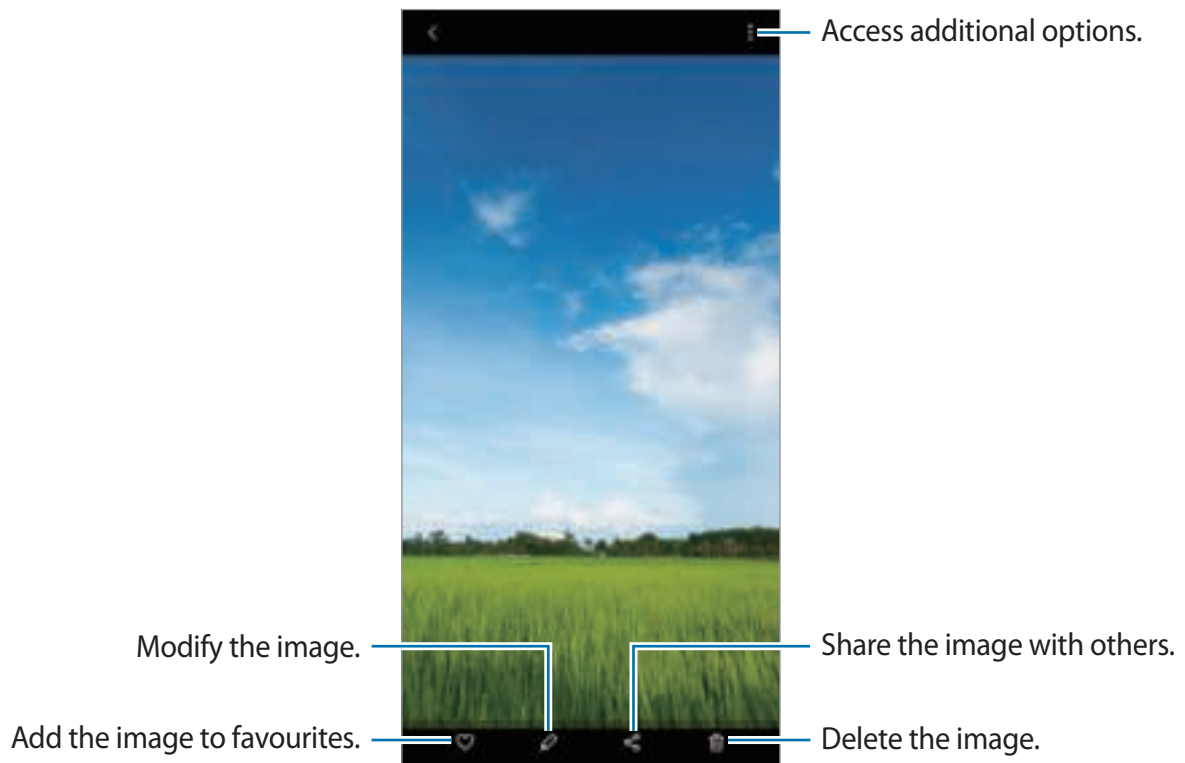 Access additional options.
Modify the image.
Share the image with others.
Add the image to favourites.
Delete the image.